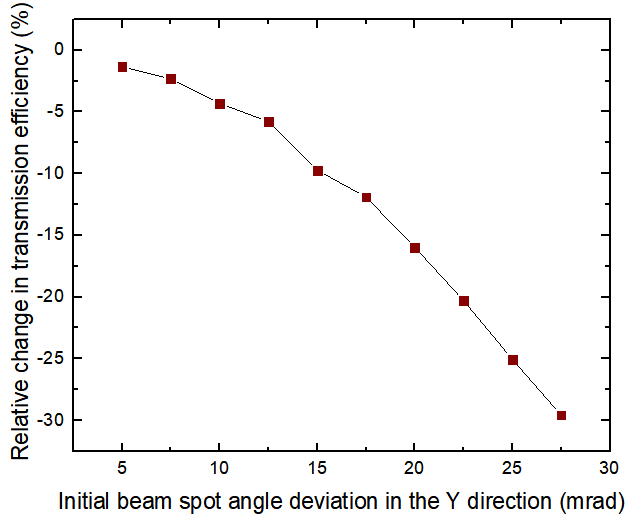 Relative change in transmission efficiency (%)
0
-5
-10
-15
-20
-25
-30
5 10 15 20 25 30
Initial beam spot angle deviation in the Y direction (mrad)